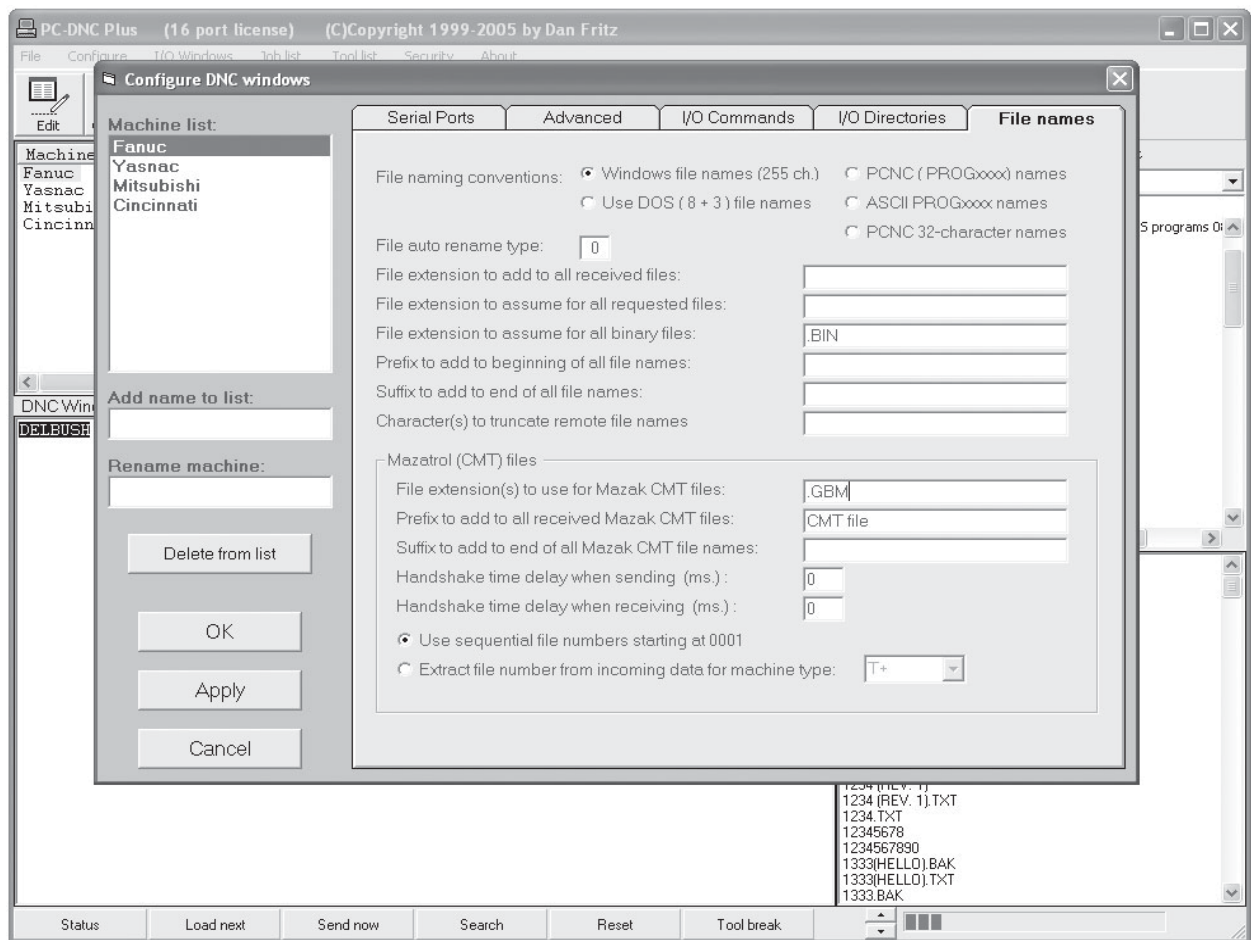 PC-DNC Plus (16 port license) (C)Copyright 1999-2005 by Dan Fritz
File Configure I/O Windows Job list Tool list Security About
Edit
Machine
Fanuc
Yasnac
Mitsubi
Cincinn
DNC Win
DELBUSH
Configure DNC windows
Machine list:
Fanuc
Yasnac
Mitsubishi
Cincinnati
Add name to list:
Rename machine:
Delete from list
OK
Apply
Cancel
Serial Ports Advanced I/O Commands I/O Directories File names
File naming conventions: Windows file names (255 ch.) PCNC ( PROGxxxx) names
Use DOS ( 8 + 3 ) file names ASCII PROGxxxx names
PCNC 32-character names
File auto rename type: 0
File extension to add to all received files:
File extension to assume for all requested files:
File extension to assume for all binary files: .BIN
Prefix to add to beginning of all file names:
Suffix to add to end of all file names:
Character(s) to truncate remote file names
Mazatrol (CMT) files
File extension(s) to use for Mazak CMT files: .GBM
Prefix to add to all received Mazak CMT files: CMT file
Suffix to add to end of all Mazak CMT file names:
Handshake time delay when sending (ms.) : 0
Handshake time delay when receiving (ms.) : 0
Use sequential file numbers starting at 0001
Extract file number from incoming data for machine type: T+
S programs
1234 (REV. 1)
1234 (REV. 1).TXT
1234.TXT
12345678
1234567890
1333(HELLO).BAK
1333(HELLO).TXT
1333.BAK
Status Load next Send now Search Reset Tool break